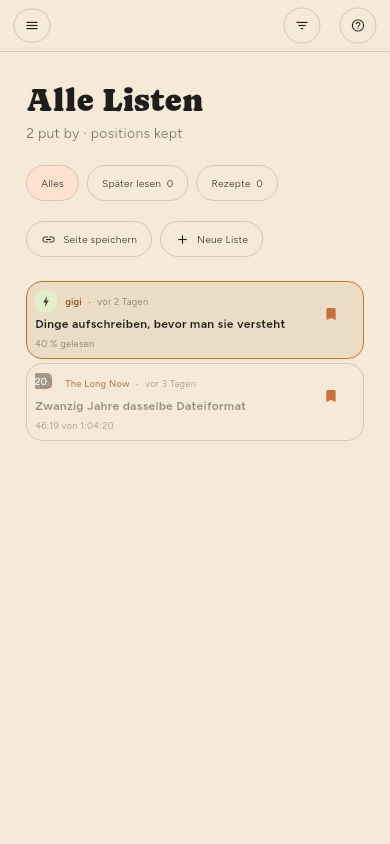 Alle Listen
2 put by · positions kept
Alles
Später lesen 0
Rezepte 0
Seite speichern
Neue Liste
gigi · vor 2 Tagen
Dinge aufschreiben, bevor man sie versteht
40 % gelesen
20
The Long Now · vor 3 Tagen
Zwanzig Jahre dasselbe Dateiformat
46:19 von 1:04:20